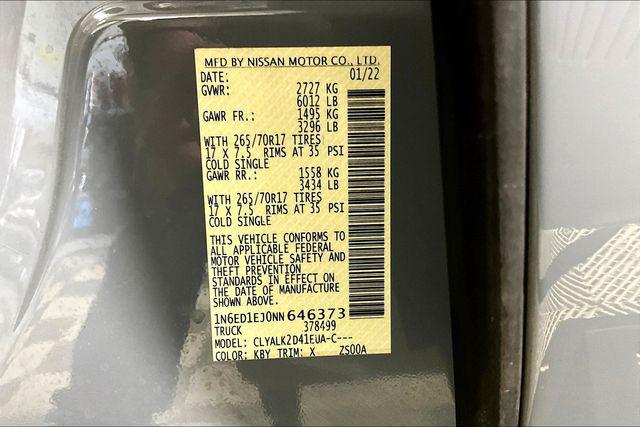 MFD BY NISSAN MOTOR CO., LTD.
DATE: 01/22
GVWR: 2727 KG
6012 LB
GAWR FR.: 1495 KG
3296 LB
WITH 265/70R17 TIRES
17 X 7.5 RIMS AT 35 PSI
COLD SINGLE
GAWR RR.: 1558 KG
3434 LB
WITH 265/70R17 TIRES
17 X 7.5 RIMS AT 35 PSI
COLD SINGLE
THIS VEHICLE CONFORMS TO
ALL APPLICABLE FEDERAL
MOTOR VEHICLE SAFETY AND
THEFT PREVENTION
STANDARDS IN EFFECT ON
THE DATE OF MANUFACTURE
SHOWN ABOVE.
1N6ED1EJ0NN646373
TRUCK 378499
MODEL: CLYALK2D41EUA-C---
COLOR: KBY TRIM: X ZS00A